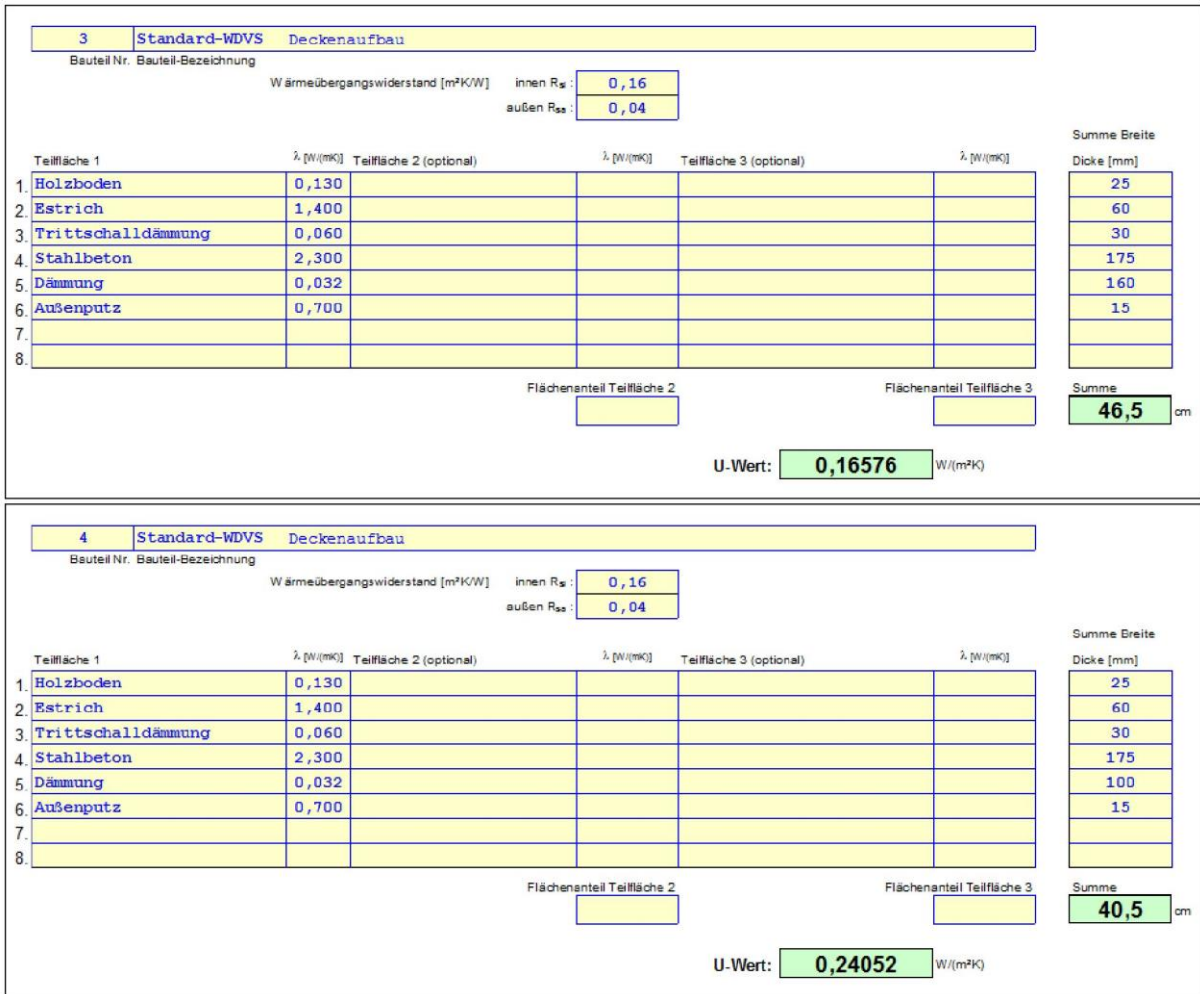 3 Standard-WDVS Deckenaufbau
Bauteil Nr. Bauteil-Bezeichnung
Wärmeübergangswiderstand [m²K/W] innen Rsi : 0,16
außen Rsa : 0,04
Summe Breite
Teilfläche 1 λ [W/(mK)] Teilfläche 2 (optional) λ [W/(mK)] Teilfläche 3 (optional) λ [W/(mK)] Dicke [mm]
1. Holzboden 0,130 25
2. Estrich 1,400 60
3. Trittschalldämmung 0,060 30
4. Stahlbeton 2,300 175
5. Dämmung 0,032 160
6. Außenputz 0,700 15
7.
8.
Flächenanteil Teilfläche 2 Flächenanteil Teilfläche 3 Summe
46,5 cm
U-Wert: 0,16576 W/(m²K)
4 Standard-WDVS Deckenaufbau
Bauteil Nr. Bauteil-Bezeichnung
Wärmeübergangswiderstand [m²K/W] innen Rsi : 0,16
außen Rsa : 0,04
Summe Breite
Teilfläche 1 λ [W/(mK)] Teilfläche 2 (optional) λ [W/(mK)] Teilfläche 3 (optional) λ [W/(mK)] Dicke [mm]
1. Holzboden 0,130 25
2. Estrich 1,400 60
3. Trittschalldämmung 0,060 30
4. Stahlbeton 2,300 175
5. Dämmung 0,032 100
6. Außenputz 0,700 15
7.
8.
Flächenanteil Teilfläche 2 Flächenanteil Teilfläche 3 Summe
40,5 cm
U-Wert: 0,24052 W/(m²K)